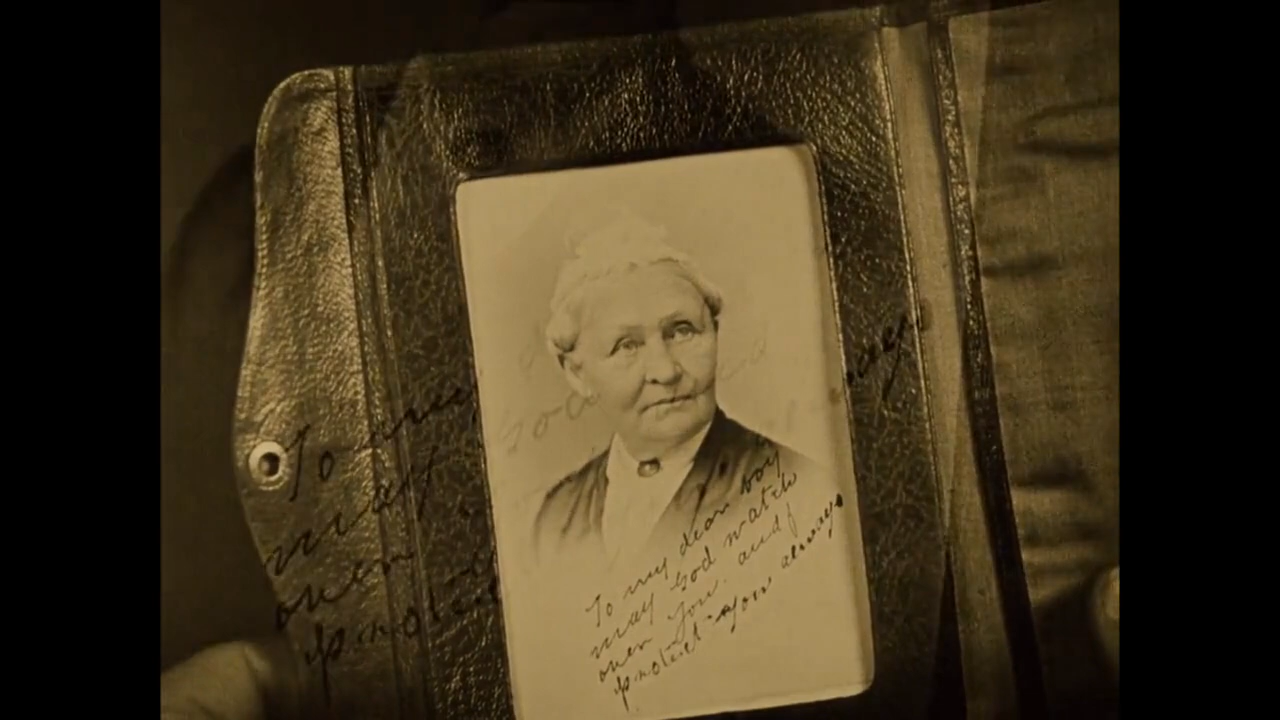 To my dear boy
may God watch
over you and
protect you always